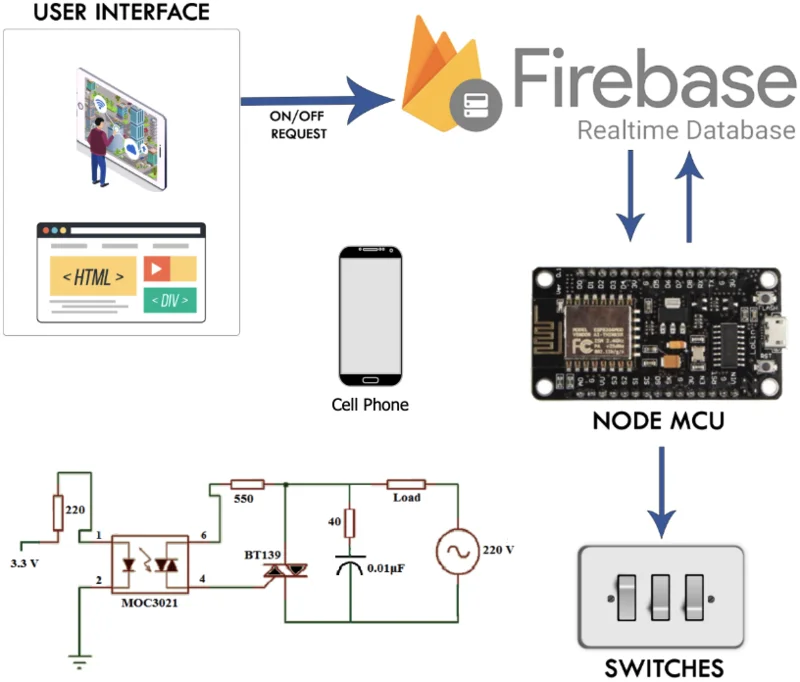 USER INTERFACE
ON/OFF
REQUEST
Firebase
Realtime Database
< HTML >
< DIV >
Cell Phone
NODE MCU
SWITCHES
220
3.3 V
1
2
6
4
MOC3021
550
BT139
40
0.01µF
Load
220 V